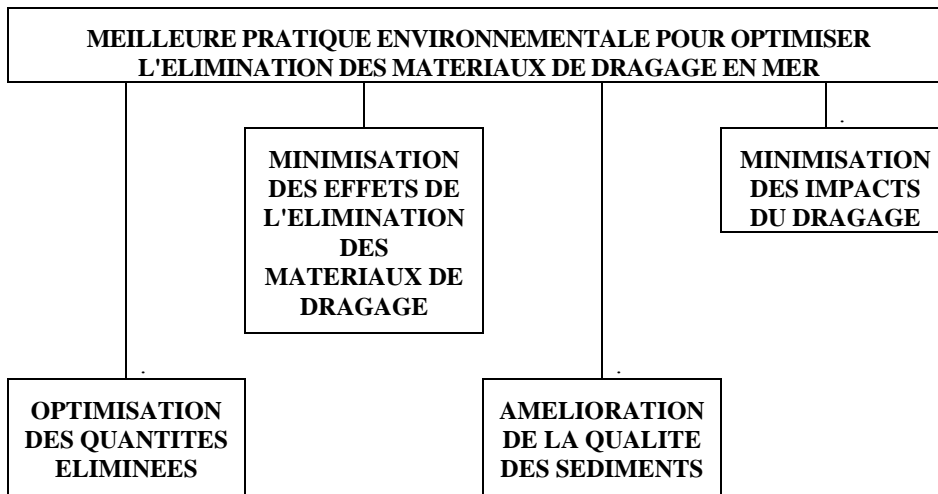 MEILLEURE PRATIQUE ENVIRONNEMENTALE POUR OPTIMISER
L'ELIMINATION DES MATERIAUX DE DRAGAGE EN MER
MINIMISATION
DES EFFETS DE
L'ELIMINATION
DES
MATERIAUX DE
DRAGAGE
MINIMISATION
DES IMPACTS
DU DRAGAGE
OPTIMISATION
DES QUANTITES
ELIMINEES
AMELIORATION
DE LA QUALITE
DES SEDIMENTS